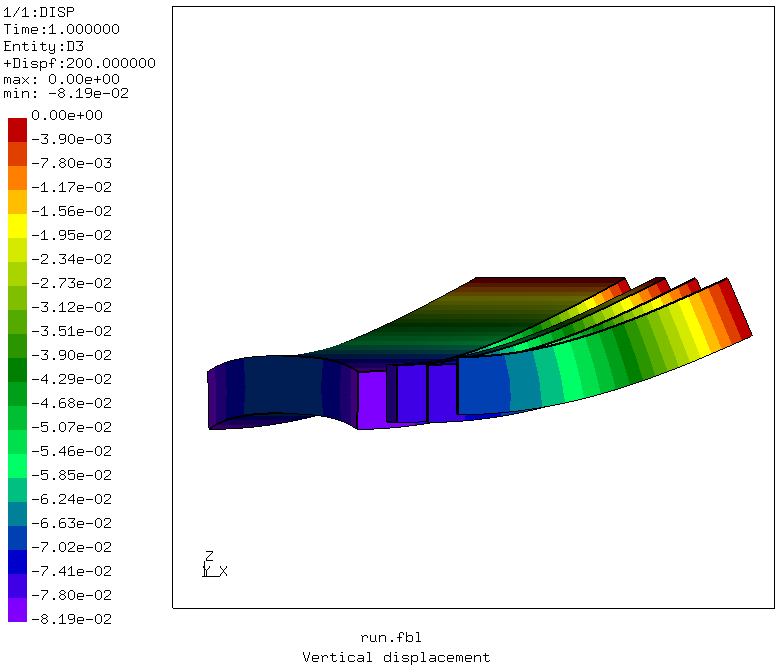 1/1:DISP
Time:1.000000
Entity:D3
+Dispf:200.000000
max: 0.00e+00
min: -8.19e-02
0.00e+00
-3.90e-03
-7.80e-03
-1.17e-02
-1.56e-02
-1.95e-02
-2.34e-02
-2.73e-02
-3.12e-02
-3.51e-02
-3.90e-02
-4.29e-02
-4.68e-02
-5.07e-02
-5.46e-02
-5.85e-02
-6.24e-02
-6.63e-02
-7.02e-02
-7.41e-02
-7.80e-02
-8.19e-02
Z
Y X
run.fbl
Vertical displacement